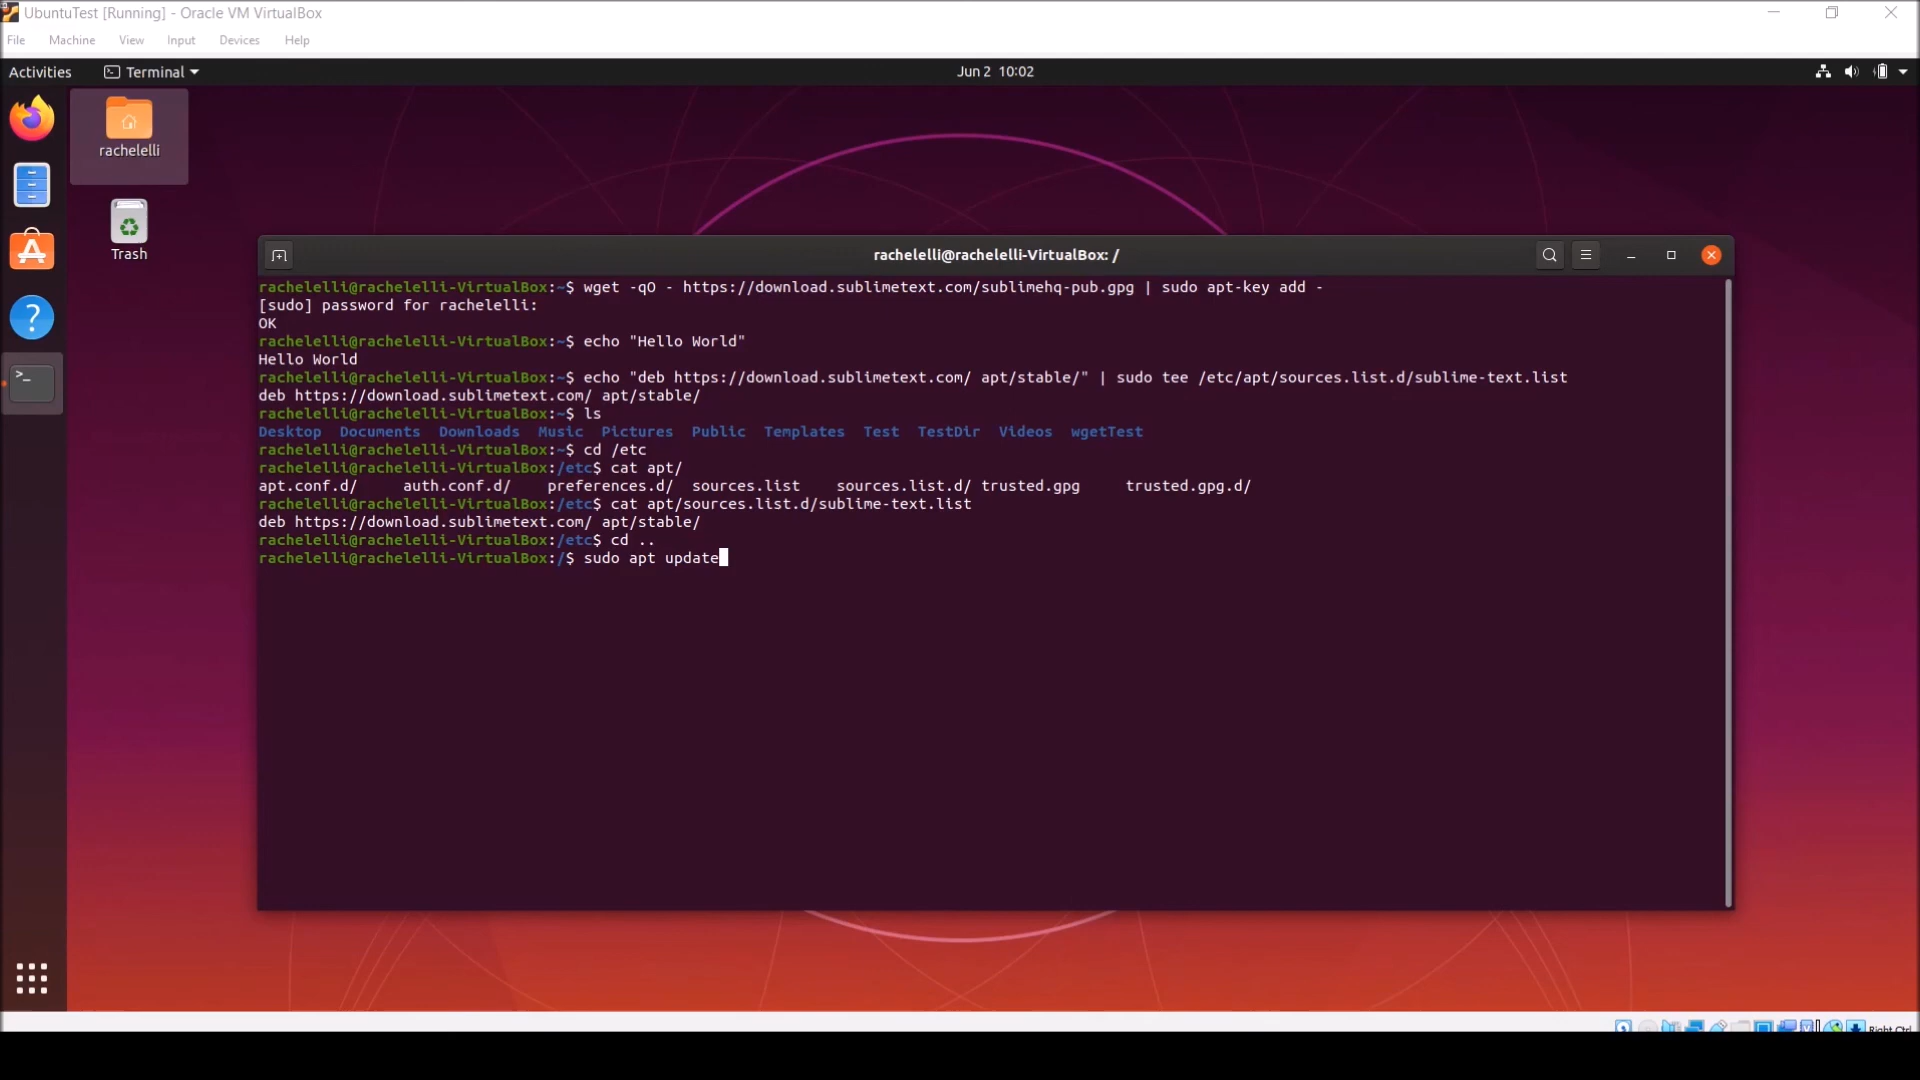 UbuntuTest [Running] - Oracle VM VirtualBox
File Machine View Input Devices Help
Activities Terminal Jun 2 10:02
rachelelli
Trash
rachelelli@rachelelli-VirtualBox: /
rachelelli@rachelelli-VirtualBox:~$ wget -qO - https://download.sublimetext.com/sublimehq-pub.gpg | sudo apt-key add -
[sudo] password for rachelelli:
OK
rachelelli@rachelelli-VirtualBox:~$ echo "Hello World"
Hello World
rachelelli@rachelelli-VirtualBox:~$ echo "deb https://download.sublimetext.com/ apt/stable/" | sudo tee /etc/apt/sources.list.d/sublime-text.list
deb https://download.sublimetext.com/ apt/stable/
rachelelli@rachelelli-VirtualBox:~$ ls
Desktop Documents Downloads Music Pictures Public Templates Test TestDir Videos wgetTest
rachelelli@rachelelli-VirtualBox:~$ cd /etc
rachelelli@rachelelli-VirtualBox:/etc$ cat apt/
apt.conf.d/ auth.conf.d/ preferences.d/ sources.list sources.list.d/ trusted.gpg trusted.gpg.d/
rachelelli@rachelelli-VirtualBox:/etc$ cat apt/sources.list.d/sublime-text.list
deb https://download.sublimetext.com/ apt/stable/
rachelelli@rachelelli-VirtualBox:/etc$ cd ..
rachelelli@rachelelli-VirtualBox:/$ sudo apt update
Right Ctrl